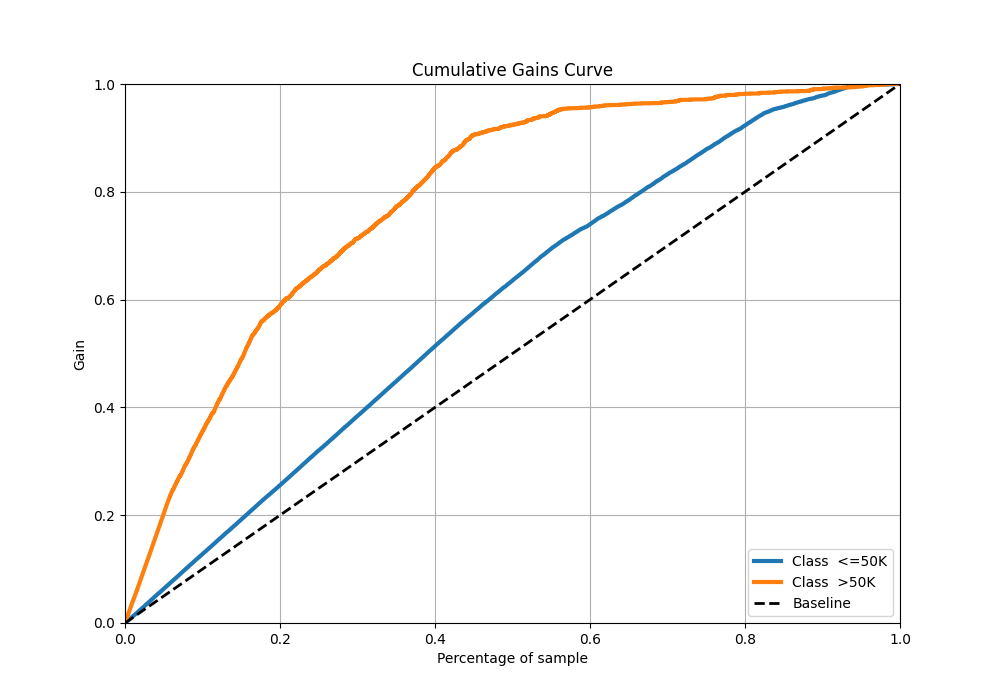 Cumulative Gains Curve
1.0
0.8
0.6
0.4
0.2
0.0
Gain
0.0 0.2 0.4 0.6 0.8 1.0
Percentage of sample
Class <=50K
Class >50K
Baseline